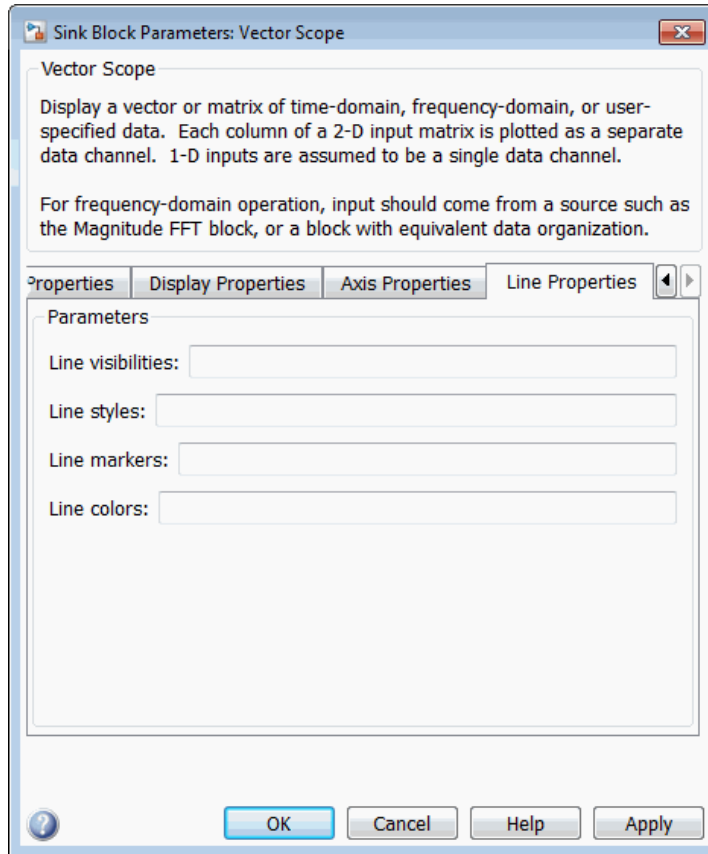 Sink Block Parameters: Vector Scope
Vector Scope
Display a vector or matrix of time-domain, frequency-domain, or user-
specified data. Each column of a 2-D input matrix is plotted as a separate
data channel. 1-D inputs are assumed to be a single data channel.
For frequency-domain operation, input should come from a source such as
the Magnitude FFT block, or a block with equivalent data organization.
Properties Display Properties Axis Properties Line Properties
Parameters
Line visibilities:
Line styles:
Line markers:
Line colors:
OK Cancel Help Apply